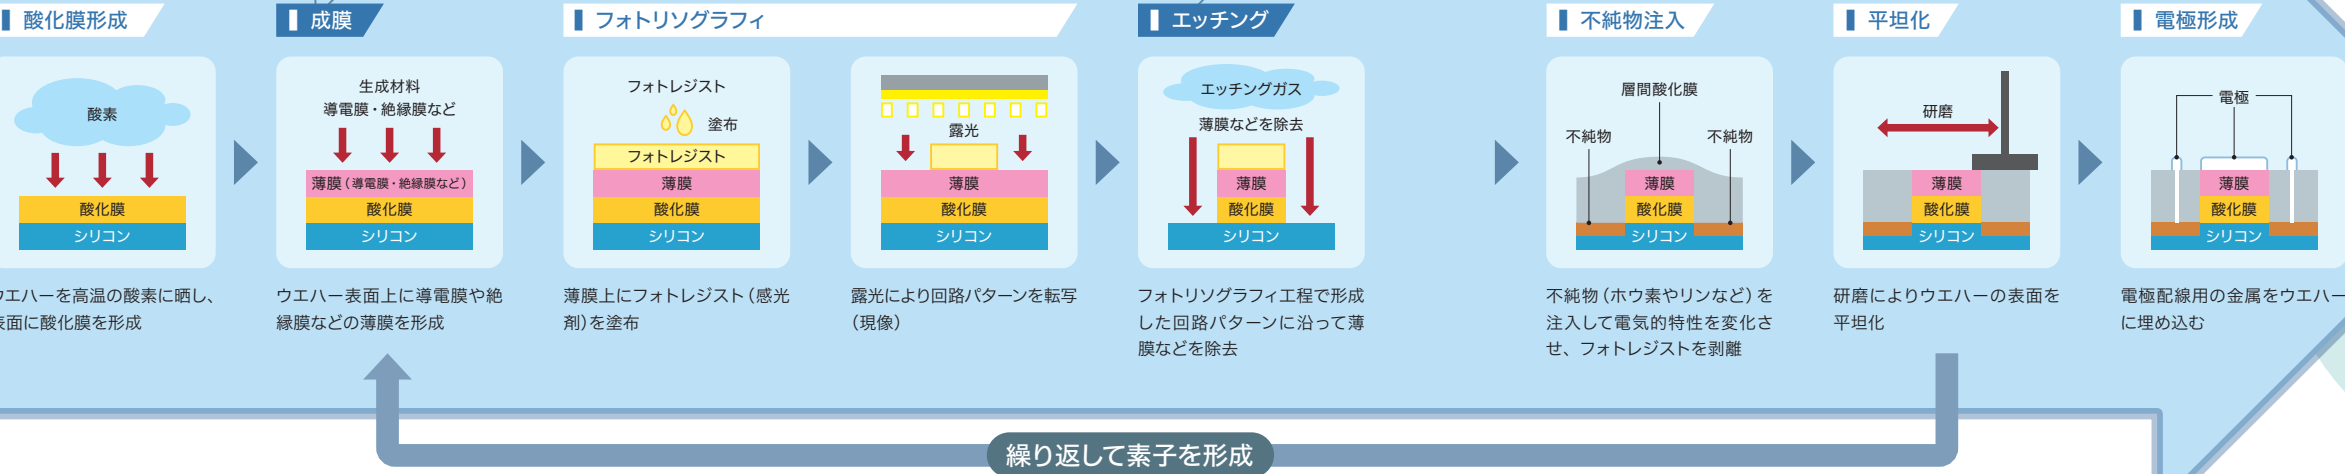 酸化膜形成
酸素
酸化膜
シリコン
ウエハーを高温の酸素に晒し、
表面に酸化膜を形成
成膜
生成材料
導電膜・絶縁膜など
薄膜（導電膜・絶縁膜など）
酸化膜
シリコン
ウエハー表面上に導電膜や絶
縁膜などの薄膜を形成
フォトリソグラフィ
フォトレジスト
塗布
フォトレジスト
薄膜
酸化膜
シリコン
薄膜上にフォトレジスト（感光
剤）を塗布
露光
薄膜
酸化膜
シリコン
露光により回路パターンを転写
（現像）
エッチング
エッチングガス
薄膜などを除去
薄膜
酸化膜
シリコン
フォトリソグラフィ工程で形成
した回路パターンに沿って薄
膜などを除去
不純物注入
層間酸化膜
不純物
不純物
薄膜
酸化膜
シリコン
不純物（ホウ素やリンなど）を
注入して電気的特性を変化さ
せ、フォトレジストを剥離
平坦化
研磨
薄膜
酸化膜
シリコン
研磨によりウエハーの表面を
平坦化
電極形成
電極
薄膜
酸化膜
シリコン
電極配線用の金属をウエハー
に埋め込む
繰り返して素子を形成